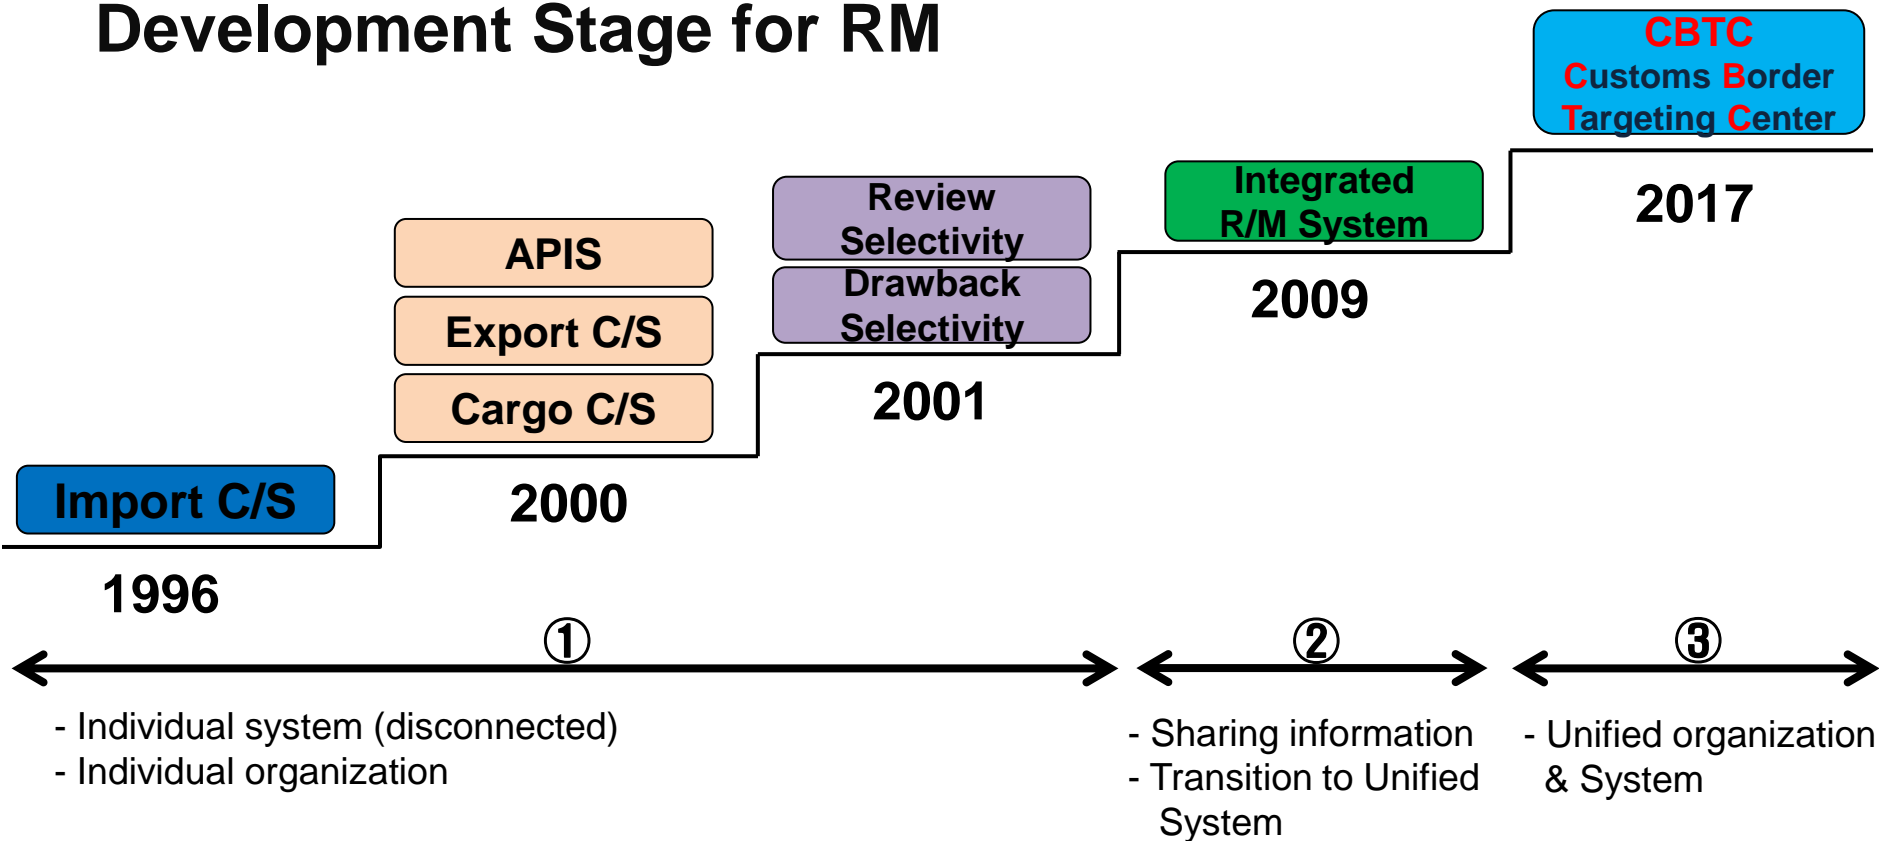 Development Stage for RM
CBTC
Customs Border
Targeting Center
2017
Integrated
R/M System
2009
Review
Selectivity
Drawback
Selectivity
2001
APIS
Export C/S
Cargo C/S
2000
Import C/S
1996
①
- Individual system (disconnected)
- Individual organization
②
- Sharing information
- Transition to Unified
System
③
- Unified organization
& System